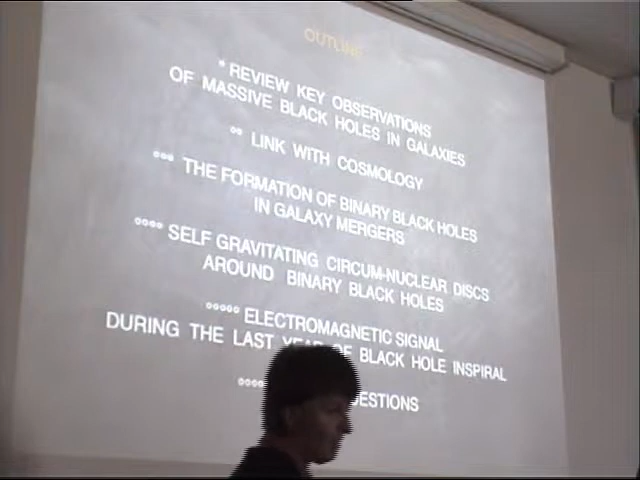 OUTLINE
* REVIEW KEY OBSERVATIONS
OF MASSIVE BLACK HOLES IN GALAXIES
°° LINK WITH COSMOLOGY
°°° THE FORMATION OF BINARY BLACK HOLES
IN GALAXY MERGERS
°°°° SELF GRAVITATING CIRCUM-NUCLEAR DISCS
AROUND BINARY BLACK HOLES
°°°°° ELECTROMAGNETIC SIGNAL
DURING THE LAST YEAR OF BLACK HOLE INSPIRAL